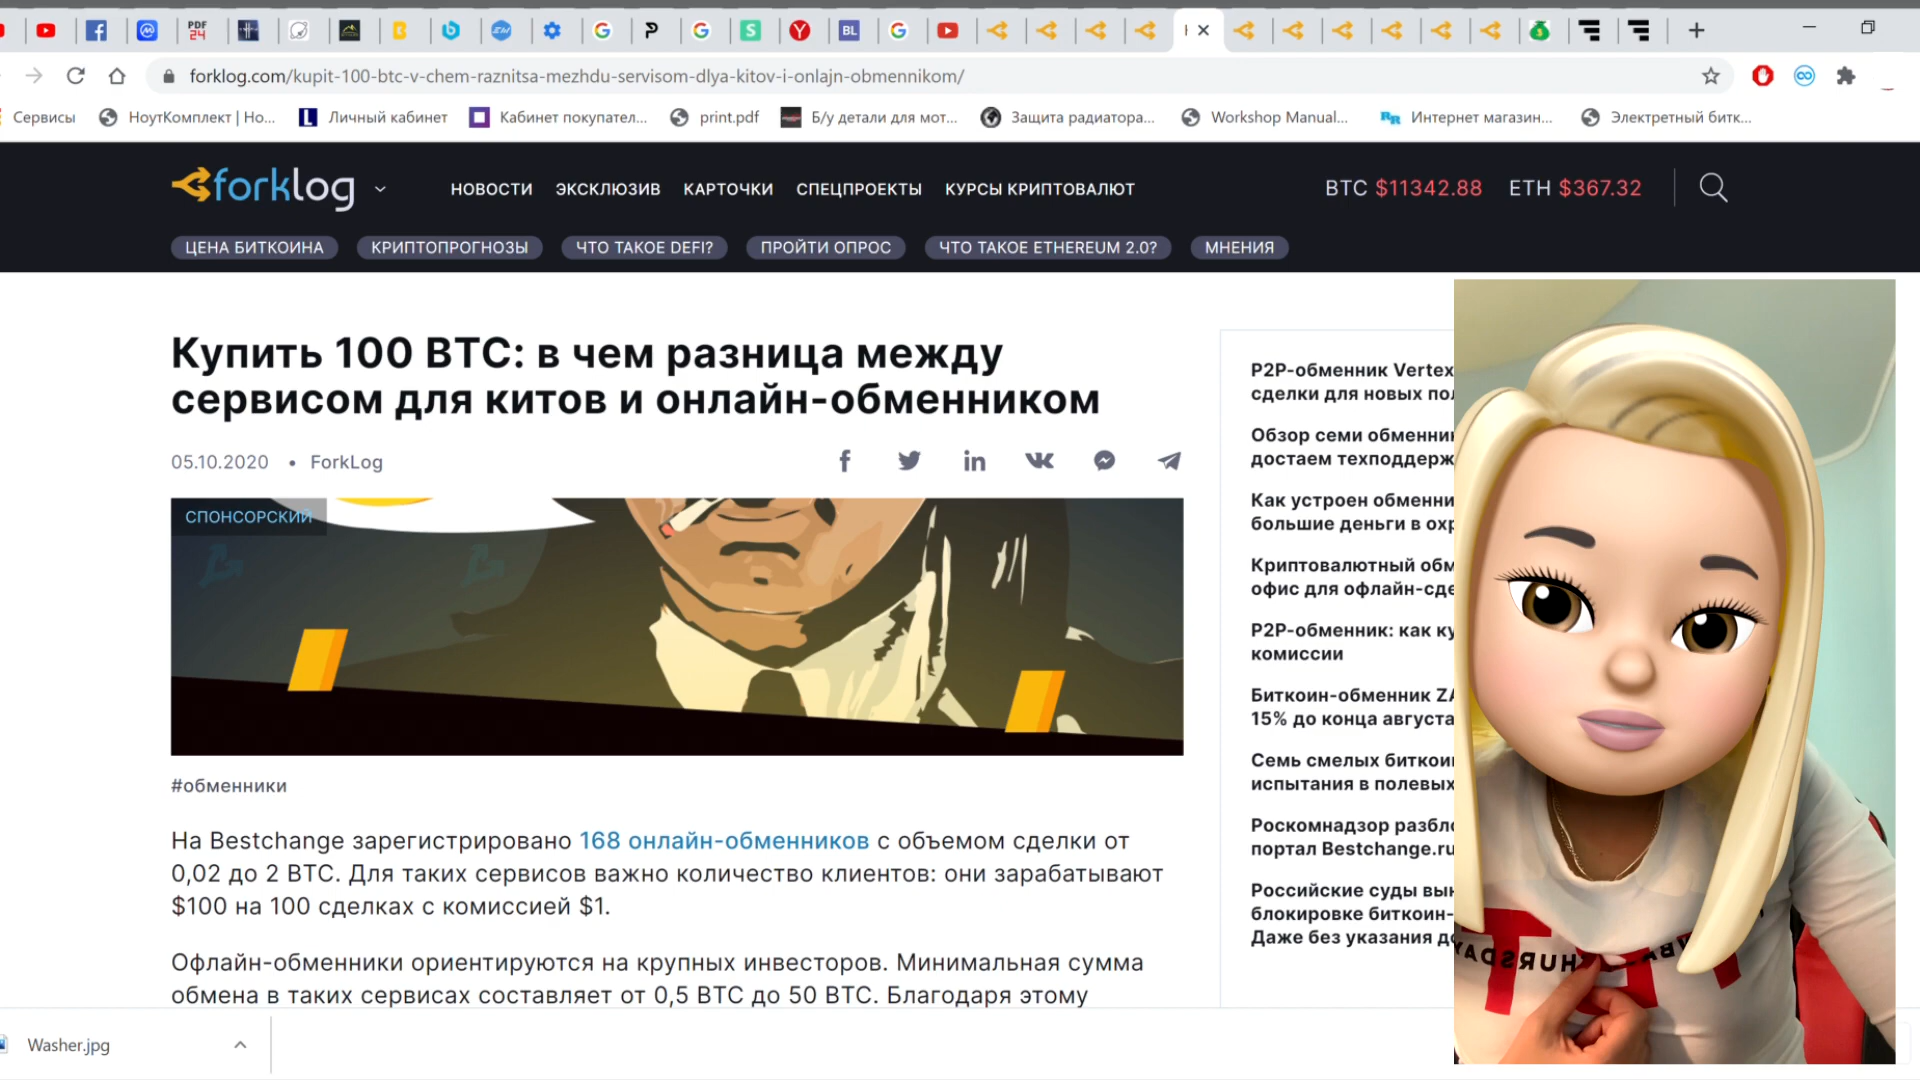 PDF 24
BL
forklog.com/kupit-100-btc-v-chem-raznitsa-mezhdu-servisom-dlya-kitov-i-onlajn-obmennikom/
Сервисы
НоутКомплект | Но...
Личный кабинет
Кабинет покупател...
print.pdf
Б/у детали для мот...
Защита радиатора...
Workshop Manual...
Интернет магазин...
Электретный битк...
forklog
НОВОСТИ
ЭКСКЛЮЗИВ
КАРТОЧКИ
СПЕЦПРОЕКТЫ
КУРСЫ КРИПТОВАЛЮТ
BTC $11342.88
ETH $367.32
ЦЕНА БИТКОИНА
КРИПТОПРОГНОЗЫ
ЧТО ТАКОЕ DEFI?
ПРОЙТИ ОПРОС
ЧТО ТАКОЕ ETHEREUM 2.0?
МНЕНИЯ
Купить 100 BTC: в чем разница между
сервисом для китов и онлайн-обменником
05.10.2020 • ForkLog
СПОНСОРСКИЙ
#обменники
На Bestchange зарегистрировано 168 онлайн-обменников с объемом сделки от
0,02 до 2 BTC. Для таких сервисов важно количество клиентов: они зарабатывают
$100 на 100 сделках с комиссией $1.
Офлайн-обменники ориентируются на крупных инвесторов. Минимальная сумма
обмена в таких сервисах составляет от 0,5 BTC до 50 BTC. Благодаря этому
P2P-обменник Vertex
сделки для новых пол
Обзор семи обменни
достаем техподдерж
Как устроен обменни
большие деньги в охр
Криптовалютный обм
офис для офлайн-сде
P2P-обменник: как ку
комиссии
Биткоин-обменник ZA
15% до конца августа
Семь смелых биткои
испытания в полевых
Роскомнадзор разбло
портал Bestchange.ru
Российские суды вын
блокировке биткоин-
Даже без указания до
Washer.jpg